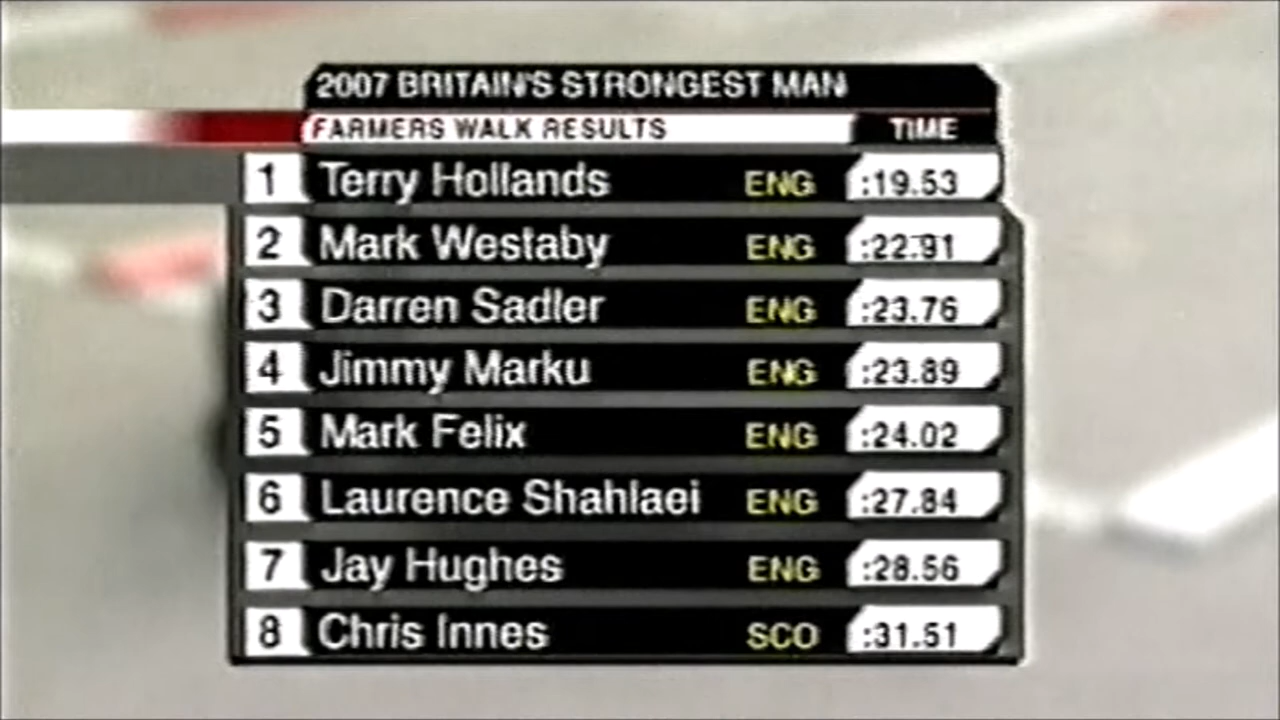 2007 BRITAIN'S STRONGEST MAN
FARMERS WALK RESULTS TIME
1 Terry Hollands ENG :19.53
2 Mark Westaby ENG :22.91
3 Darren Sadler ENG :23.76
4 Jimmy Marku ENG :23.89
5 Mark Felix ENG :24.02
6 Laurence Shahlaei ENG :27.84
7 Jay Hughes ENG :28.56
8 Chris Innes SCO :31.51